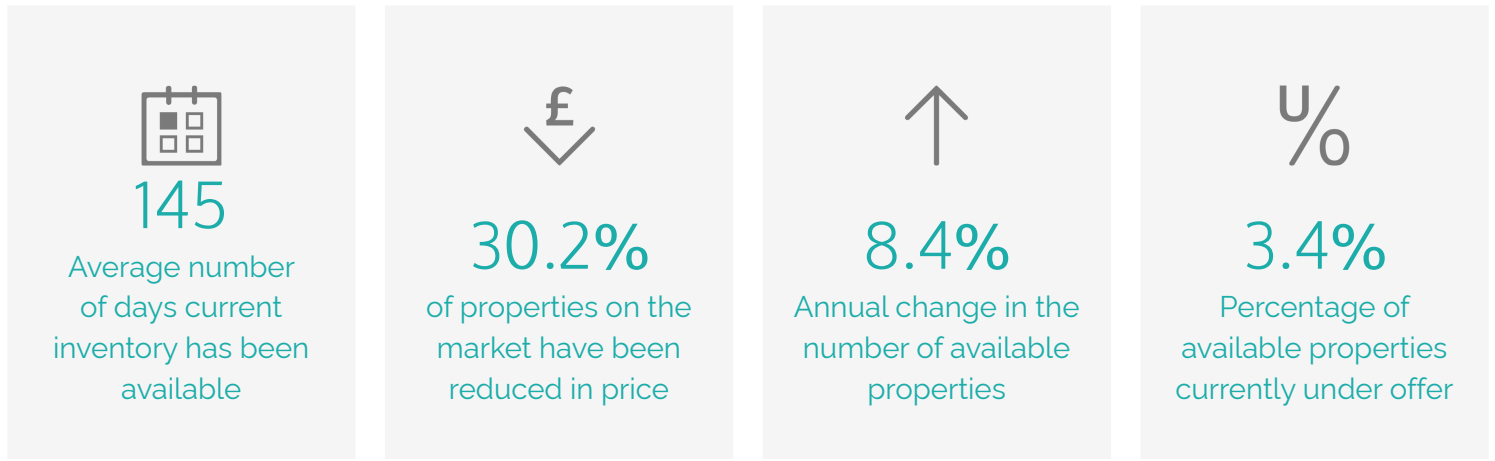 145
Average number
of days current
inventory has been
available
£
30.2%
of properties on the
market have been
reduced in price
8.4%
Annual change in the
number of available
properties
U%
3.4%
Percentage of
available properties
currently under offer